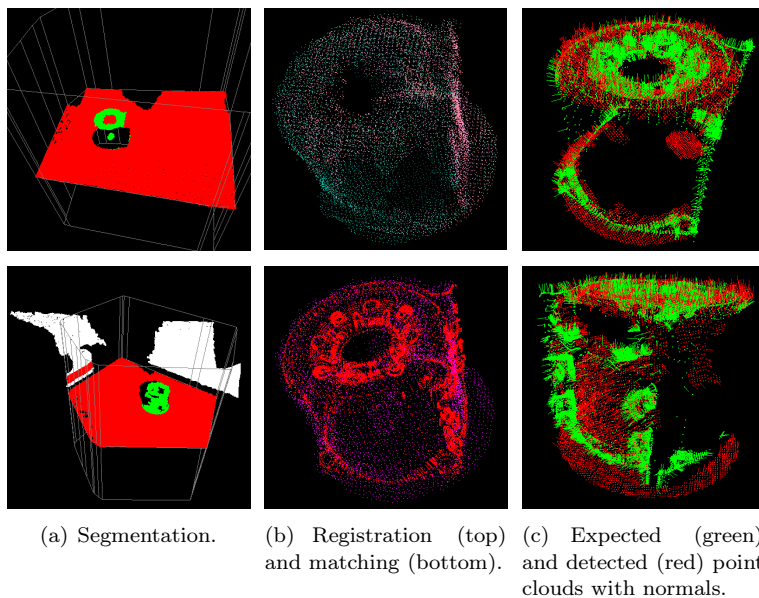 (a) Segmentation.
(b) Registration (top)
and matching (bottom).
(c) Expected (green)
and detected (red) point
clouds with normals.